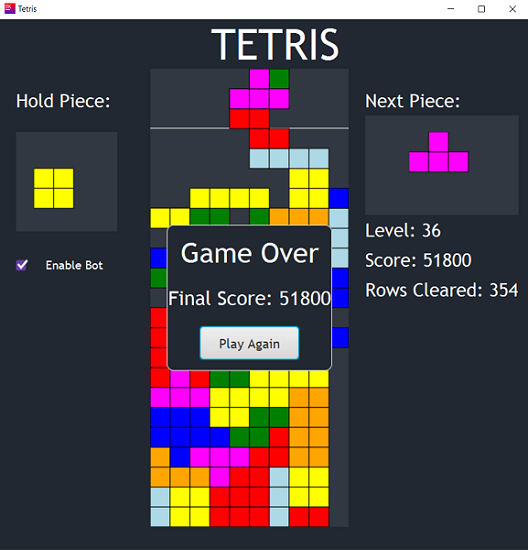 Tetris
TETRIS
Hold Piece:
Next Piece:
Level: 36
Score: 51800
Rows Cleared: 354
Enable Bot
Game Over
Final Score: 51800
Play Again